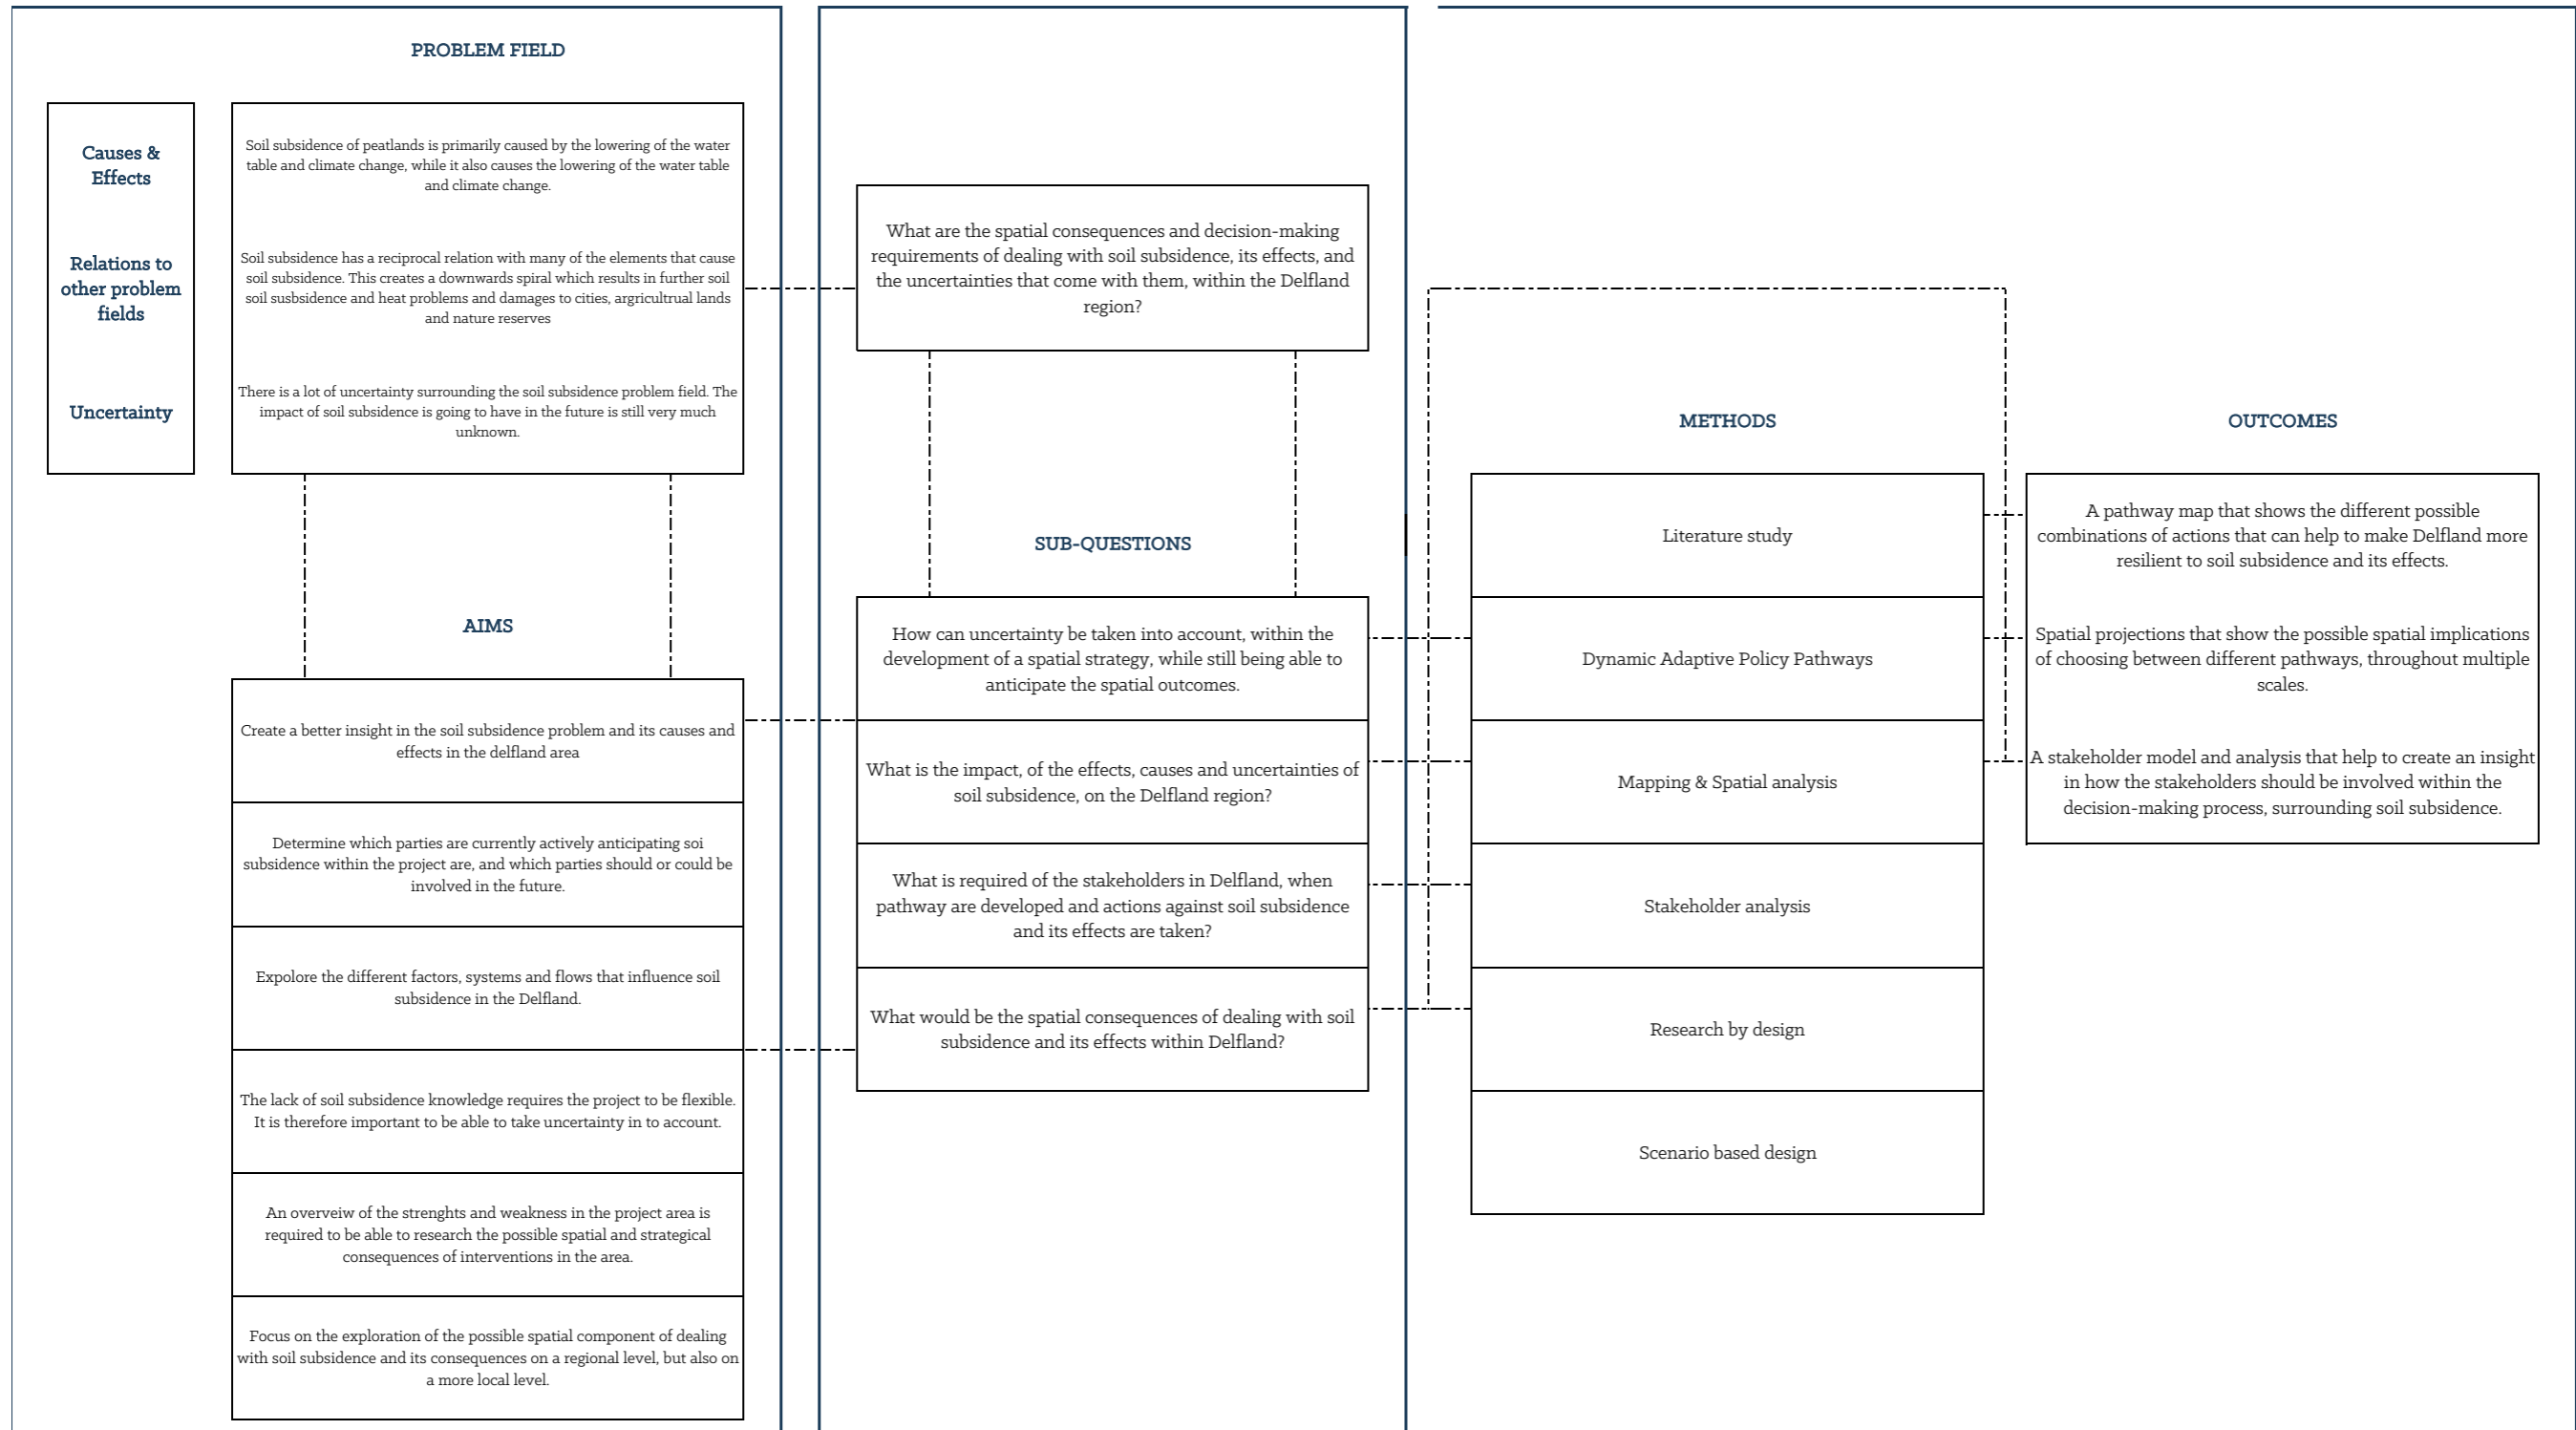 PROBLEM FIELD
Causes &
Effects
Relations to
other problem
fields
Uncertainty
Soil subsidence of peatlands is primarily caused by the lowering of the water
table and climate change, while it also causes the lowering of the water table
and climate change.
Soil subsidence has a reciprocal relation with many of the elements that cause
soil subsidence. This creates a downwards spiral which results in further soil
soil susbsidence and heat problems and damages to cities, argricultrual lands
and nature reserves
There is a lot of uncertainty surrounding the soil subsidence problem field. The
impact of soil subsidence is going to have in the future is still very much
unknown.
AIMS
Create a better insight in the soil subsidence problem and its causes and
effects in the delfland area
Determine which parties are currently actively anticipating soi
subsidence within the project are, and which parties should or could be
involved in the future.
Expolore the different factors, systems and flows that influence soil
subsidence in the Delfland.
The lack of soil subsidence knowledge requires the project to be flexible.
It is therefore important to be able to take uncertainty in to account.
An overveiw of the strenghts and weakness in the project area is
required to be able to research the possible spatial and strategical
consequences of interventions in the area.
Focus on the exploration of the possible spatial component of dealing
with soil subsidence and its consequences on a regional level, but also on
a more local level.
What are the spatial consequences and decision-making
requirements of dealing with soil subsidence, its effects, and
the uncertainties that come with them, within the Delfland
region?
SUB-QUESTIONS
How can uncertainty be taken into account, within the
development of a spatial strategy, while still being able to
anticipate the spatial outcomes.
What is the impact, of the effects, causes and uncertainties of
soil subsidence, on the Delfland region?
What is required of the stakeholders in Delfland, when
pathway are developed and actions against soil subsidence
and its effects are taken?
What would be the spatial consequences of dealing with soil
subsidence and its effects within Delfland?
METHODS
Literature study
Dynamic Adaptive Policy Pathways
Mapping & Spatial analysis
Stakeholder analysis
Research by design
Scenario based design
OUTCOMES
A pathway map that shows the different possible
combinations of actions that can help to make Delfland more
resilient to soil subsidence and its effects.
Spatial projections that show the possible spatial implications
of choosing between different pathways, throughout multiple
scales.
A stakeholder model and analysis that help to create an insight
in how the stakeholders should be involved within the
decision-making process, surrounding soil subsidence.